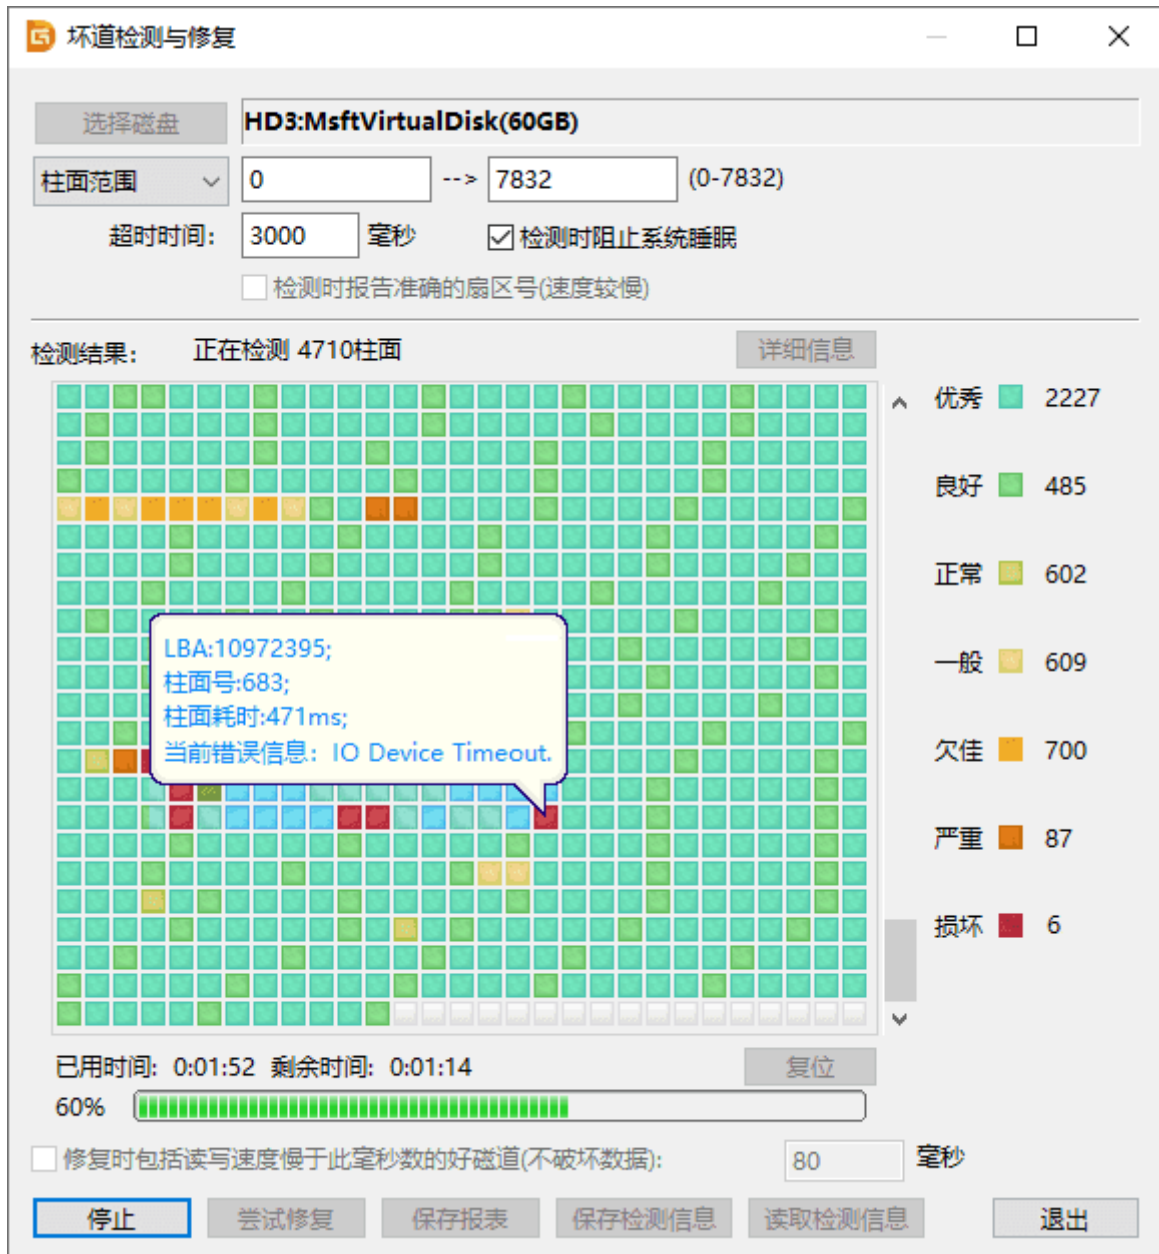 坏道检测与修复
选择磁盘 HD3:MsftVirtualDisk(60GB)
柱面范围 0 --> 7832 (0-7832)
超时时间: 3000 毫秒 检测时阻止系统睡眠
检测时报告准确的扇区号(速度较慢)
检测结果: 正在检测 4710柱面 详细信息
优秀 2227
良好 485
正常 602
一般 609
欠佳 700
严重 87
损坏 6
LBA:10972395;
柱面号:683;
柱面耗时:471ms;
当前错误信息: IO Device Timeout.
已用时间: 0:01:52 剩余时间: 0:01:14 复位
60%
修复时包括读写速度慢于此毫秒数的好磁道(不破坏数据): 80 毫秒
停止 尝试修复 保存报表 保存检测信息 读取检测信息 退出